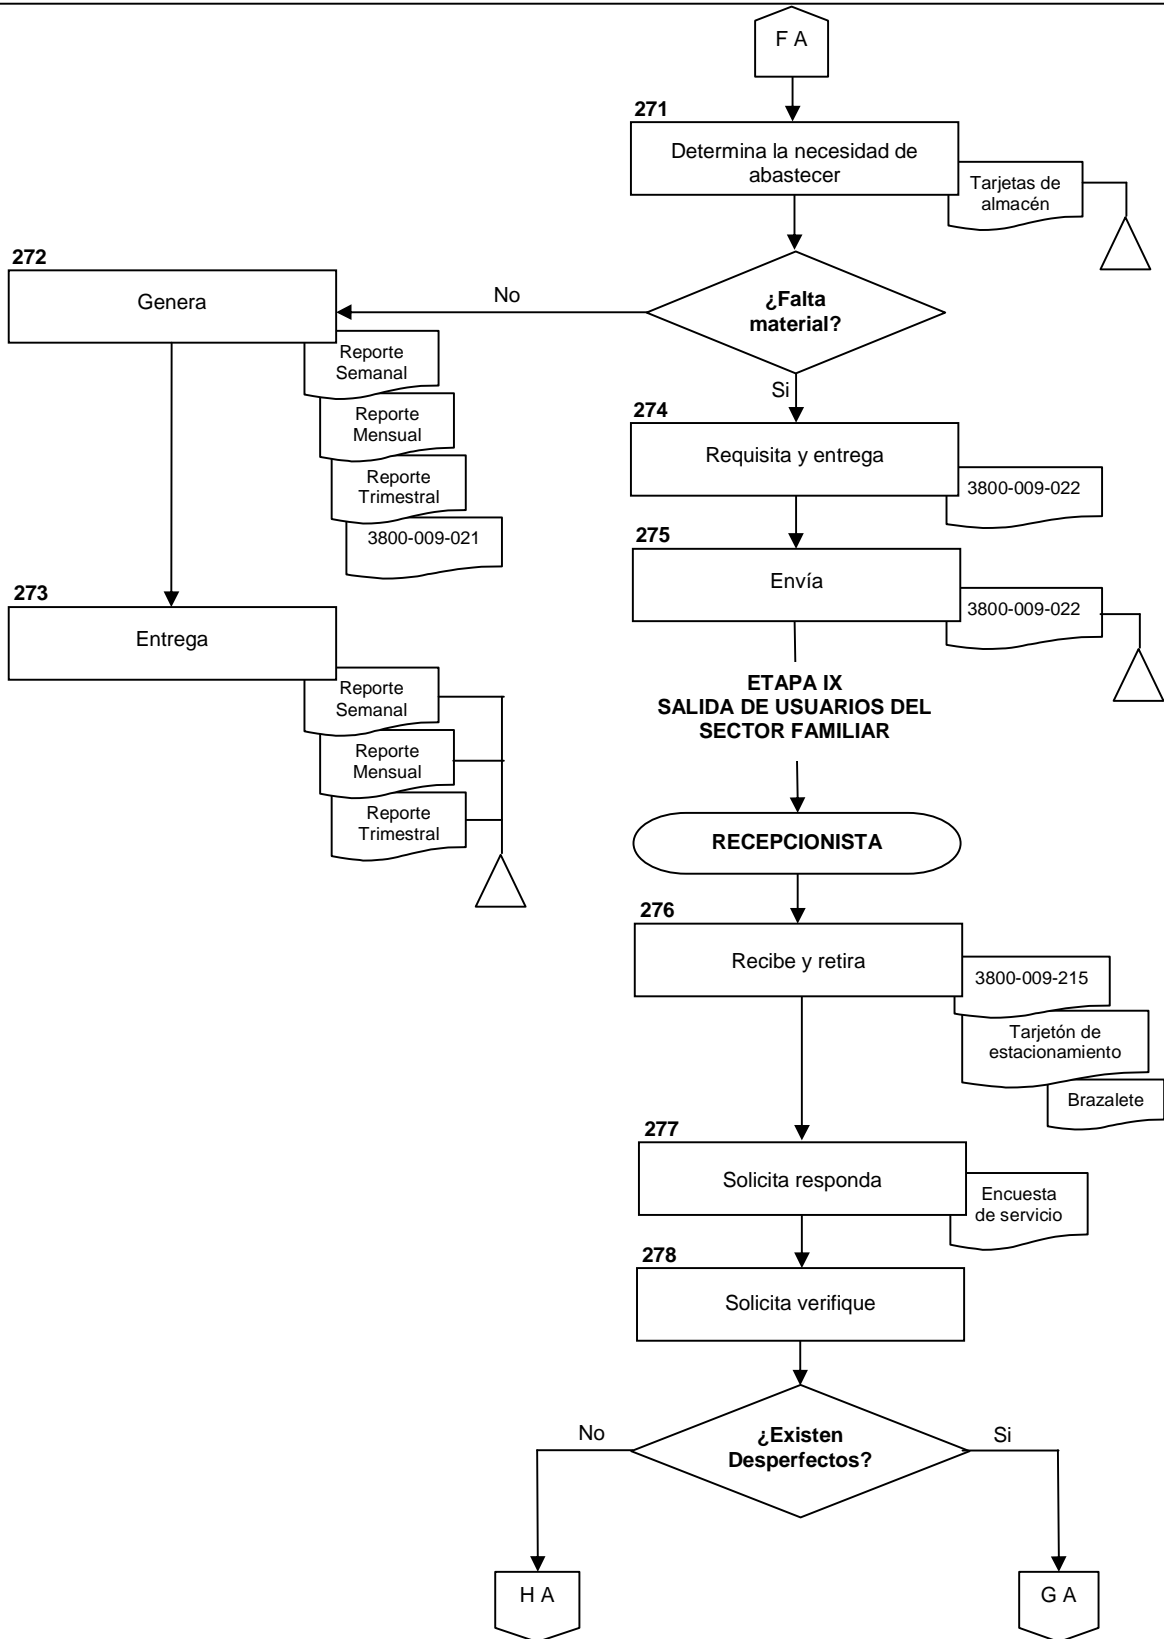 F A
271
Determina la necesidad de
abastecer
Tarjetas de
almacén
¿Falta
material?
No
Si
272
Genera
Reporte
Semanal
Reporte
Mensual
Reporte
Trimestral
3800-009-021
273
Entrega
Reporte
Semanal
Reporte
Mensual
Reporte
Trimestral
274
Requisita y entrega
3800-009-022
275
Envía
3800-009-022
ETAPA IX
SALIDA DE USUARIOS DEL
SECTOR FAMILIAR
RECEPCIONISTA
276
Recibe y retira
3800-009-215
Tarjetón de
estacionamiento
Brazalete
277
Solicita responda
Encuesta
de servicio
278
Solicita verifique
¿Existen
Desperfectos?
No
Si
H A
G A